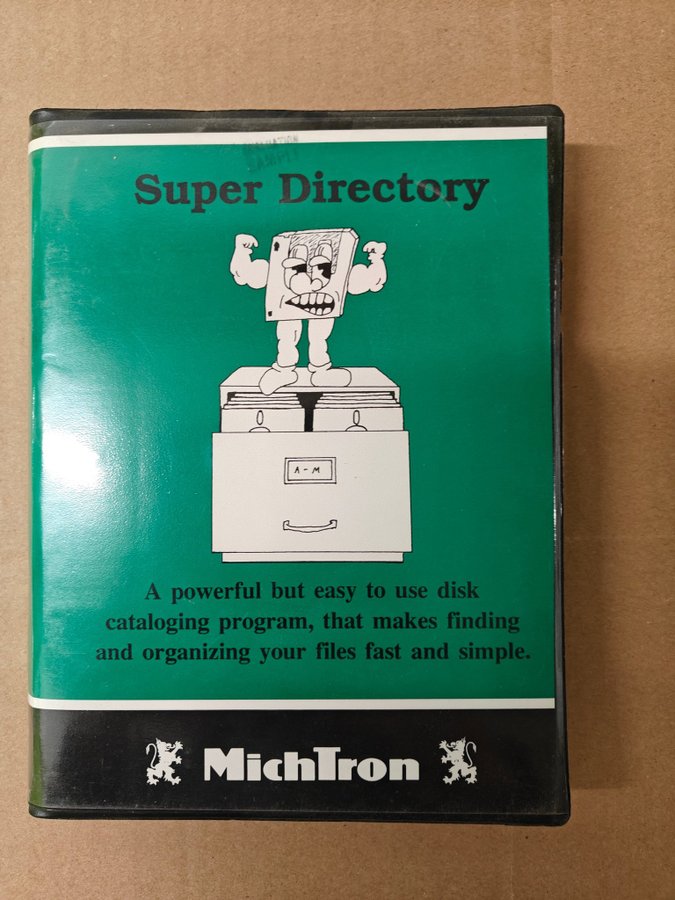 Super Directory
A - M
A powerful but easy to use disk
cataloging program, that makes finding
and organizing your files fast and simple.
MichTron